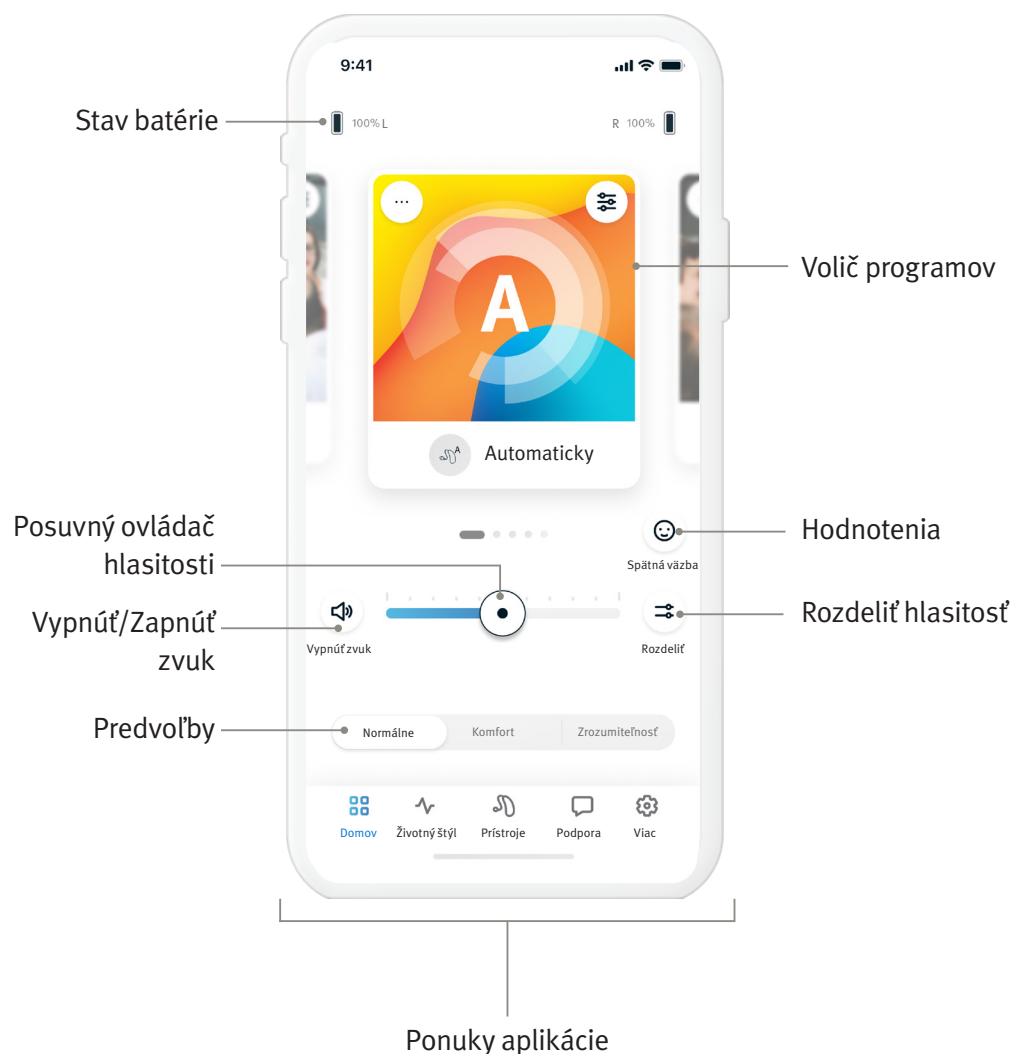 9:41
Stav batérie
100% L
R 100%
...
A
Volič programov
A
Automaticky
Posuvný ovládač
hlasitosti
Hodnotenia
Spätná väzba
Vypnúť/Zapnúť
zvuk
Vypnúť zvuk
Rozdeliť hlasitosť
Rozdeliť
Predvoľby
Normálne
Komfort
Zrozumiteľnosť
Domov
Životný štýl
Prístroje
Podpora
Viac
Ponuky aplikácie